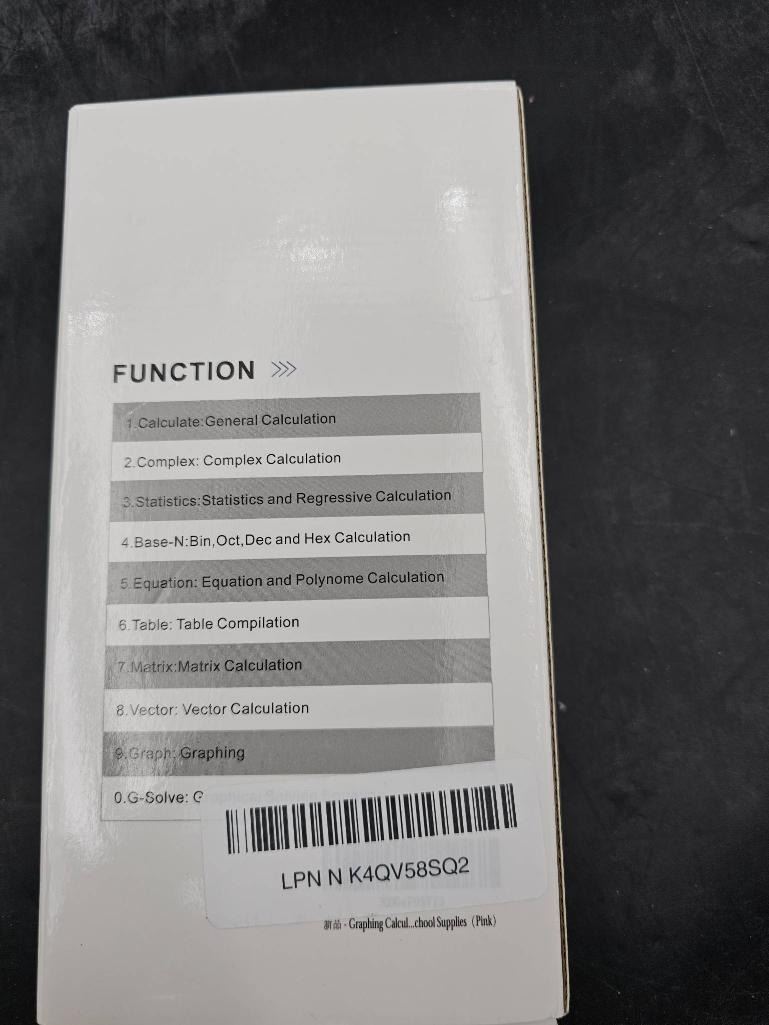 FUNCTION >>>
1.Calculate:General Calculation
2.Complex: Complex Calculation
3.Statistics:Statistics and Regressive Calculation
4.Base-N:Bin,Oct,Dec and Hex Calculation
5.Equation: Equation and Polynome Calculation
6.Table: Table Compilation
7.Matrix:Matrix Calculation
8.Vector: Vector Calculation
9.Graph: Graphing
0.G-Solve:
LPN N K4QV58SQ2
新品 - Graphing Calcul...chool Supplies (Pink)